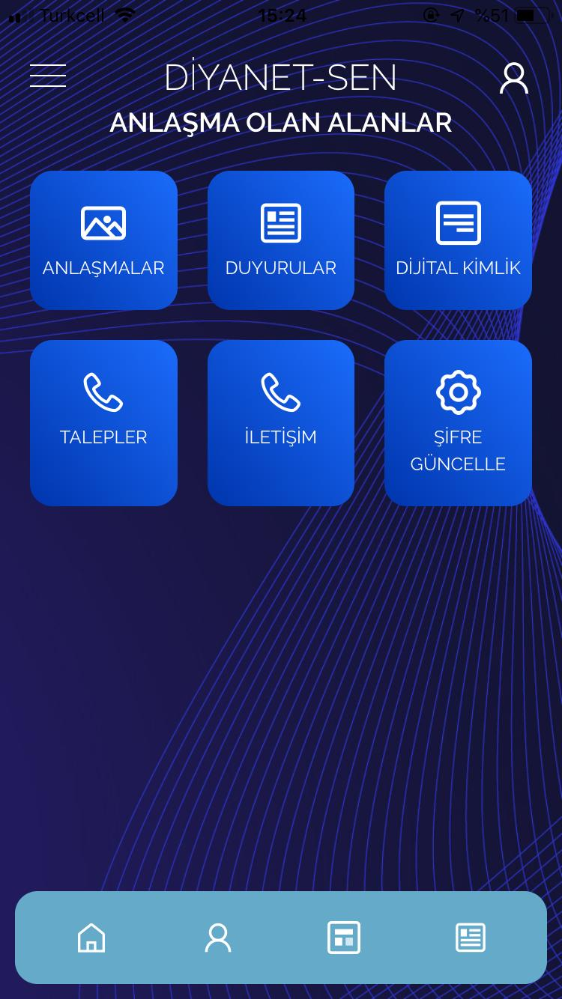 Turkcell 15:24 %51
DİYANET-SEN
ANLAŞMA OLAN ALANLAR
ANLAŞMALAR
DUYURULAR
DİJİTAL KİMLİK
TALEPLER
İLETİŞİM
ŞİFRE
GÜNCELLE